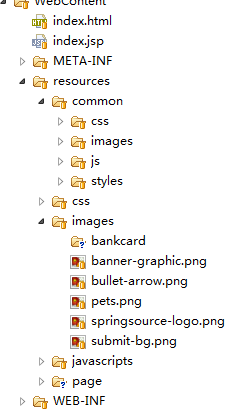 WebContent
index.html
index.jsp
META-INF
resources
common
css
images
js
styles
css
images
bankcard
banner-graphic.png
bullet-arrow.png
pets.png
springsource-logo.png
submit-bg.png
javascripts
page
WEB-INF